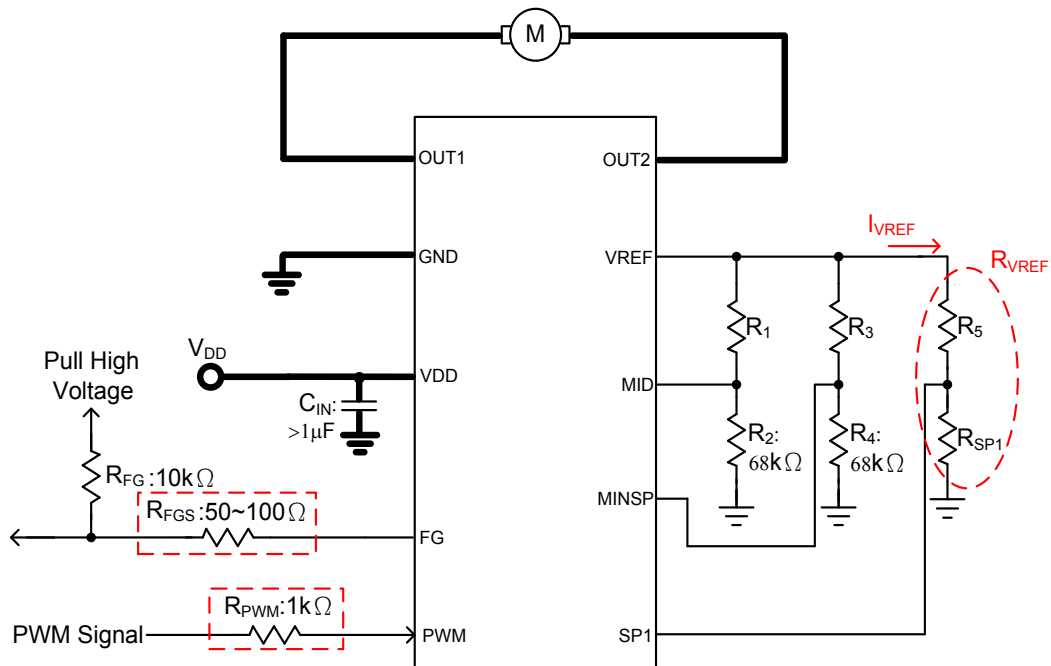 M
OUT1
OUT2
GND
VREF
I_VREF
R_VREF
R1
R3
R5
Pull High
Voltage
V_DD
VDD
MID
C_IN:
>1μF
R2:
68kΩ
R4:
68kΩ
R_SP1
R_FG:10kΩ
MINSP
R_FGS:50~100Ω
FG
R_PWM:1kΩ
PWM Signal
PWM
SP1